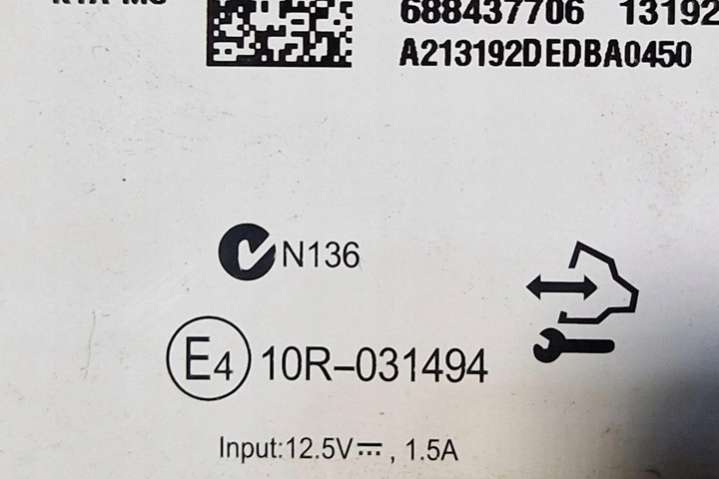 688437706 13192
A213192DEDBA0450
N136
E4 10R-031494
Input:12.5V⎓, 1.5A